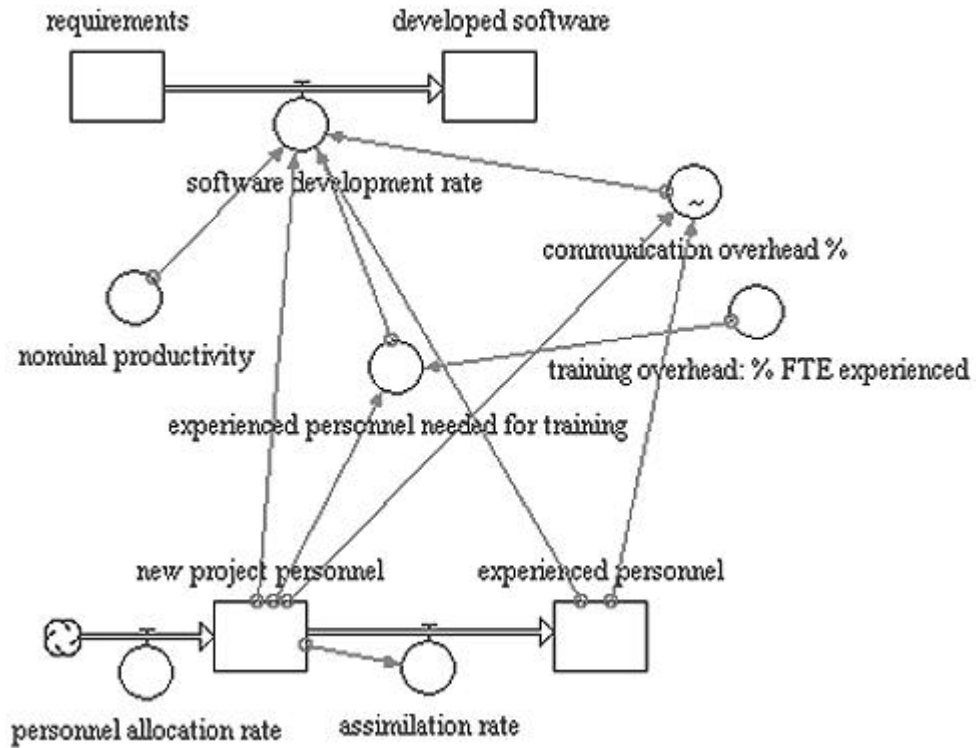 requirements
developed software
software development rate
~
communication overhead %
nominal productivity
training overhead: % FTE experienced
experienced personnel needed for training
new project personnel
experienced personnel
personnel allocation rate
assimilation rate